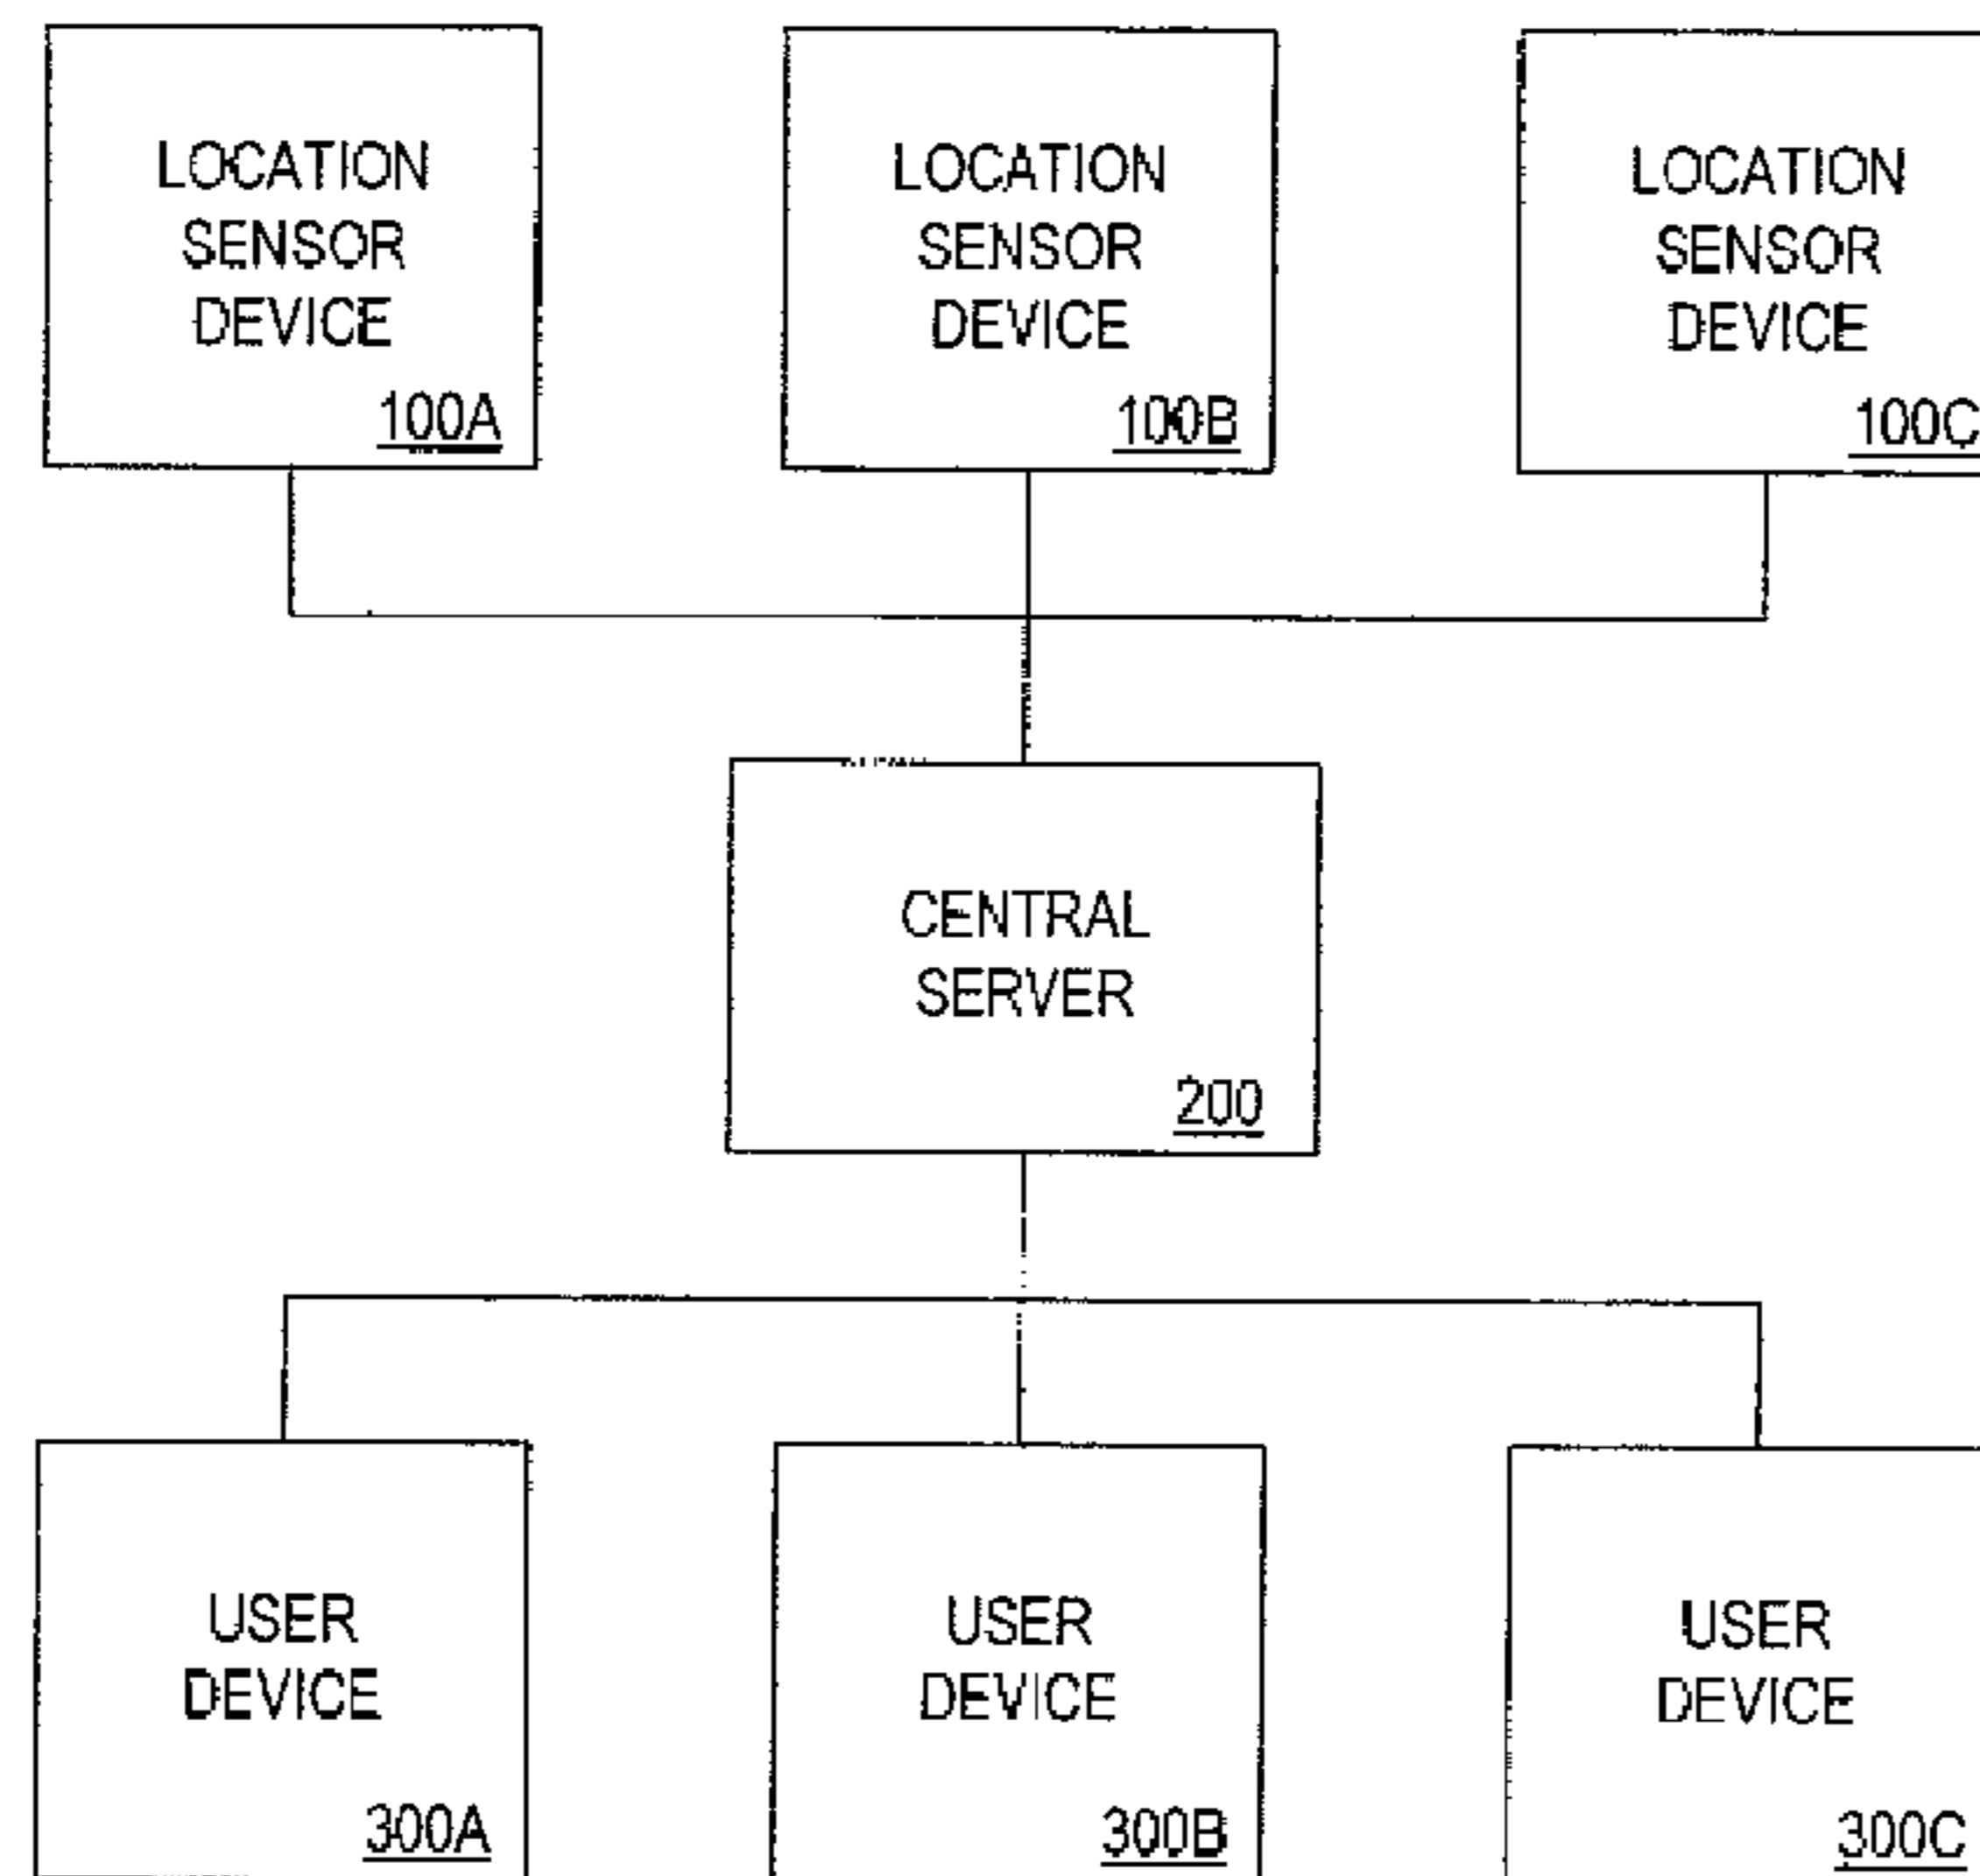 LOCATION
SENSOR
DEVICE
100A
LOCATION
SENSOR
DEVICE
100B
LOCATION
SENSOR
DEVICE
100C
CENTRAL
SERVER
200
USER
DEVICE
300A
USER
DEVICE
300B
USER
DEVICE
300C